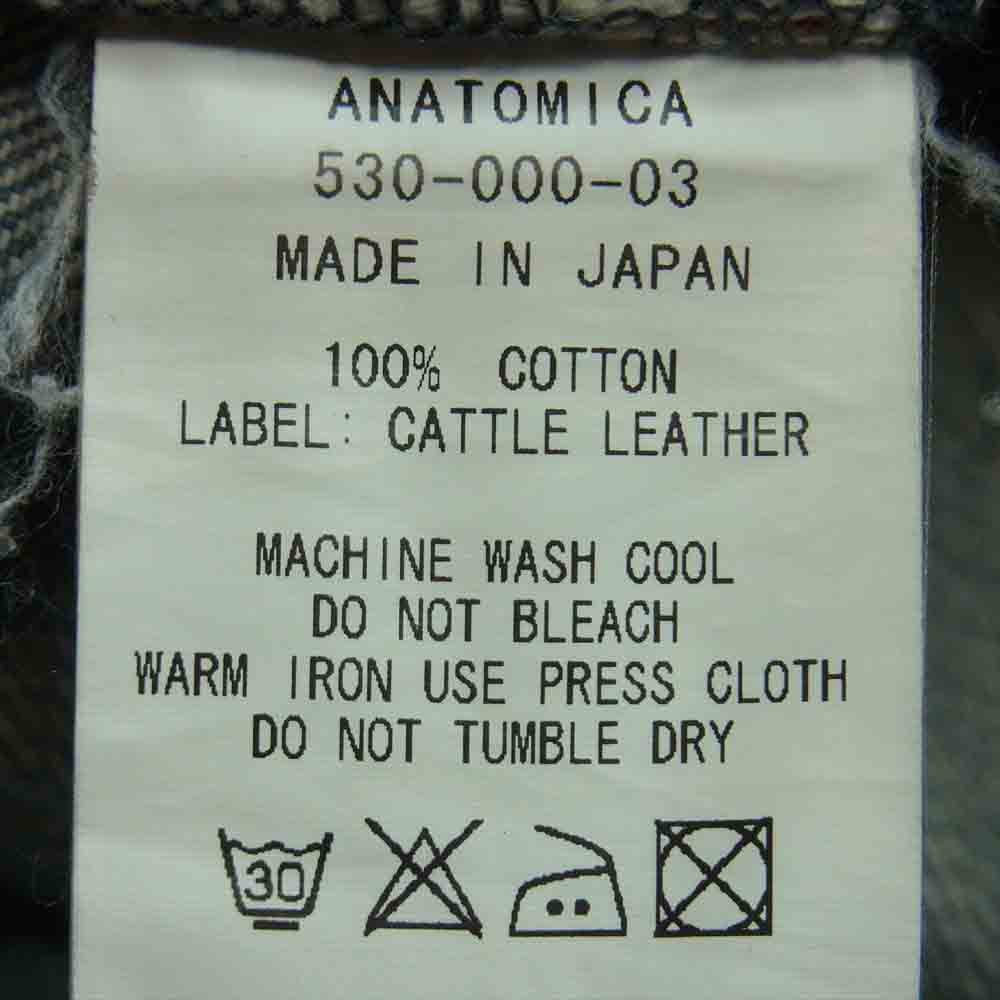 ANATOMICA
530-000-03
MADE IN JAPAN
100% COTTON
LABEL: CATTLE LEATHER
MACHINE WASH COOL
DO NOT BLEACH
WARM IRON USE PRESS CLOTH
DO NOT TUMBLE DRY
30